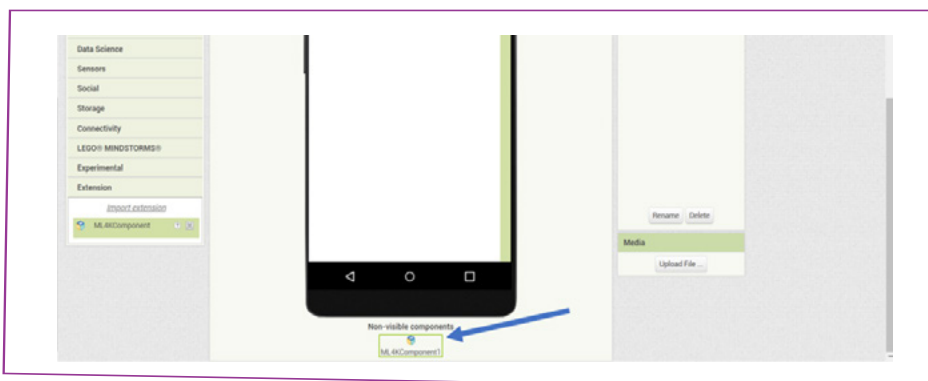 Data Science
Sensors
Social
Storage
Connectivity
LEGO® MINDSTORMS®
Experimental
Extension
Import extension
ML4KComponent
Rename Delete
Media
Upload File ...
Non-visible components
ML4KComponent1